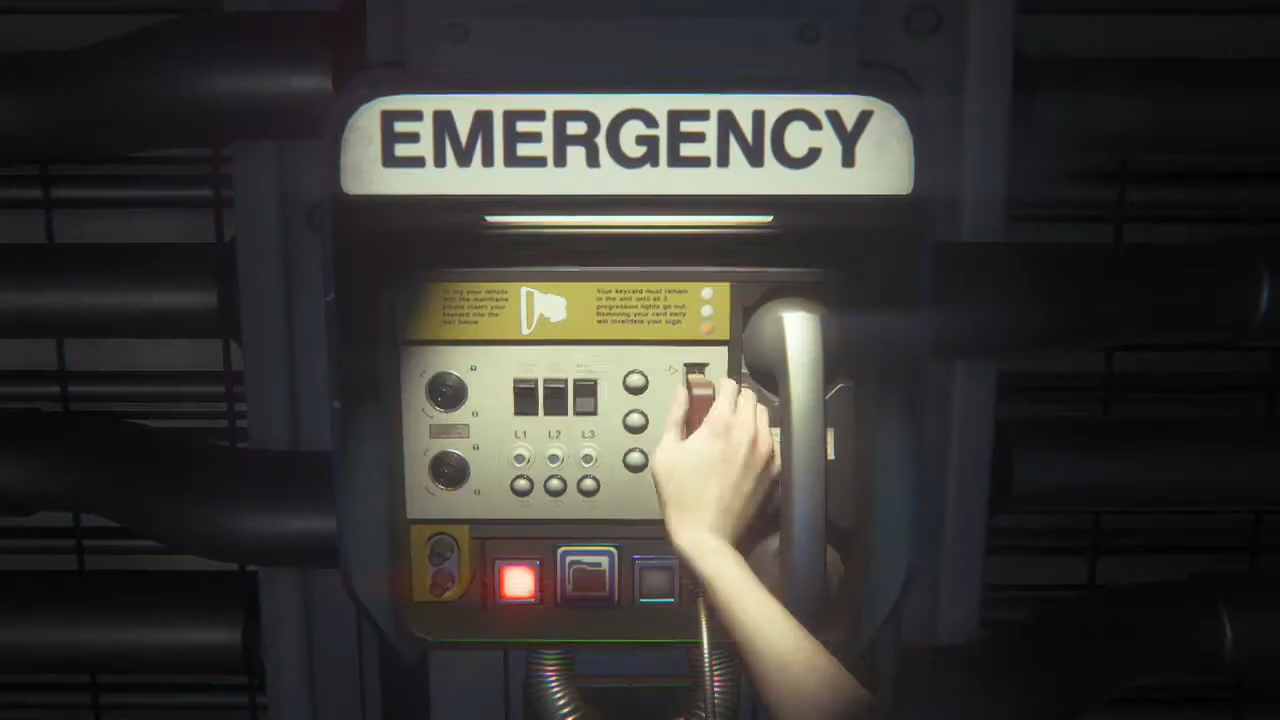 EMERGENCY
To log your details
with the mainframe
please insert your
keycard into the
slot below
Your keycard must remain
in the unit until all 3
progression lights go out.
Removing your card early
will invalidate your login.
L1 L2 L3